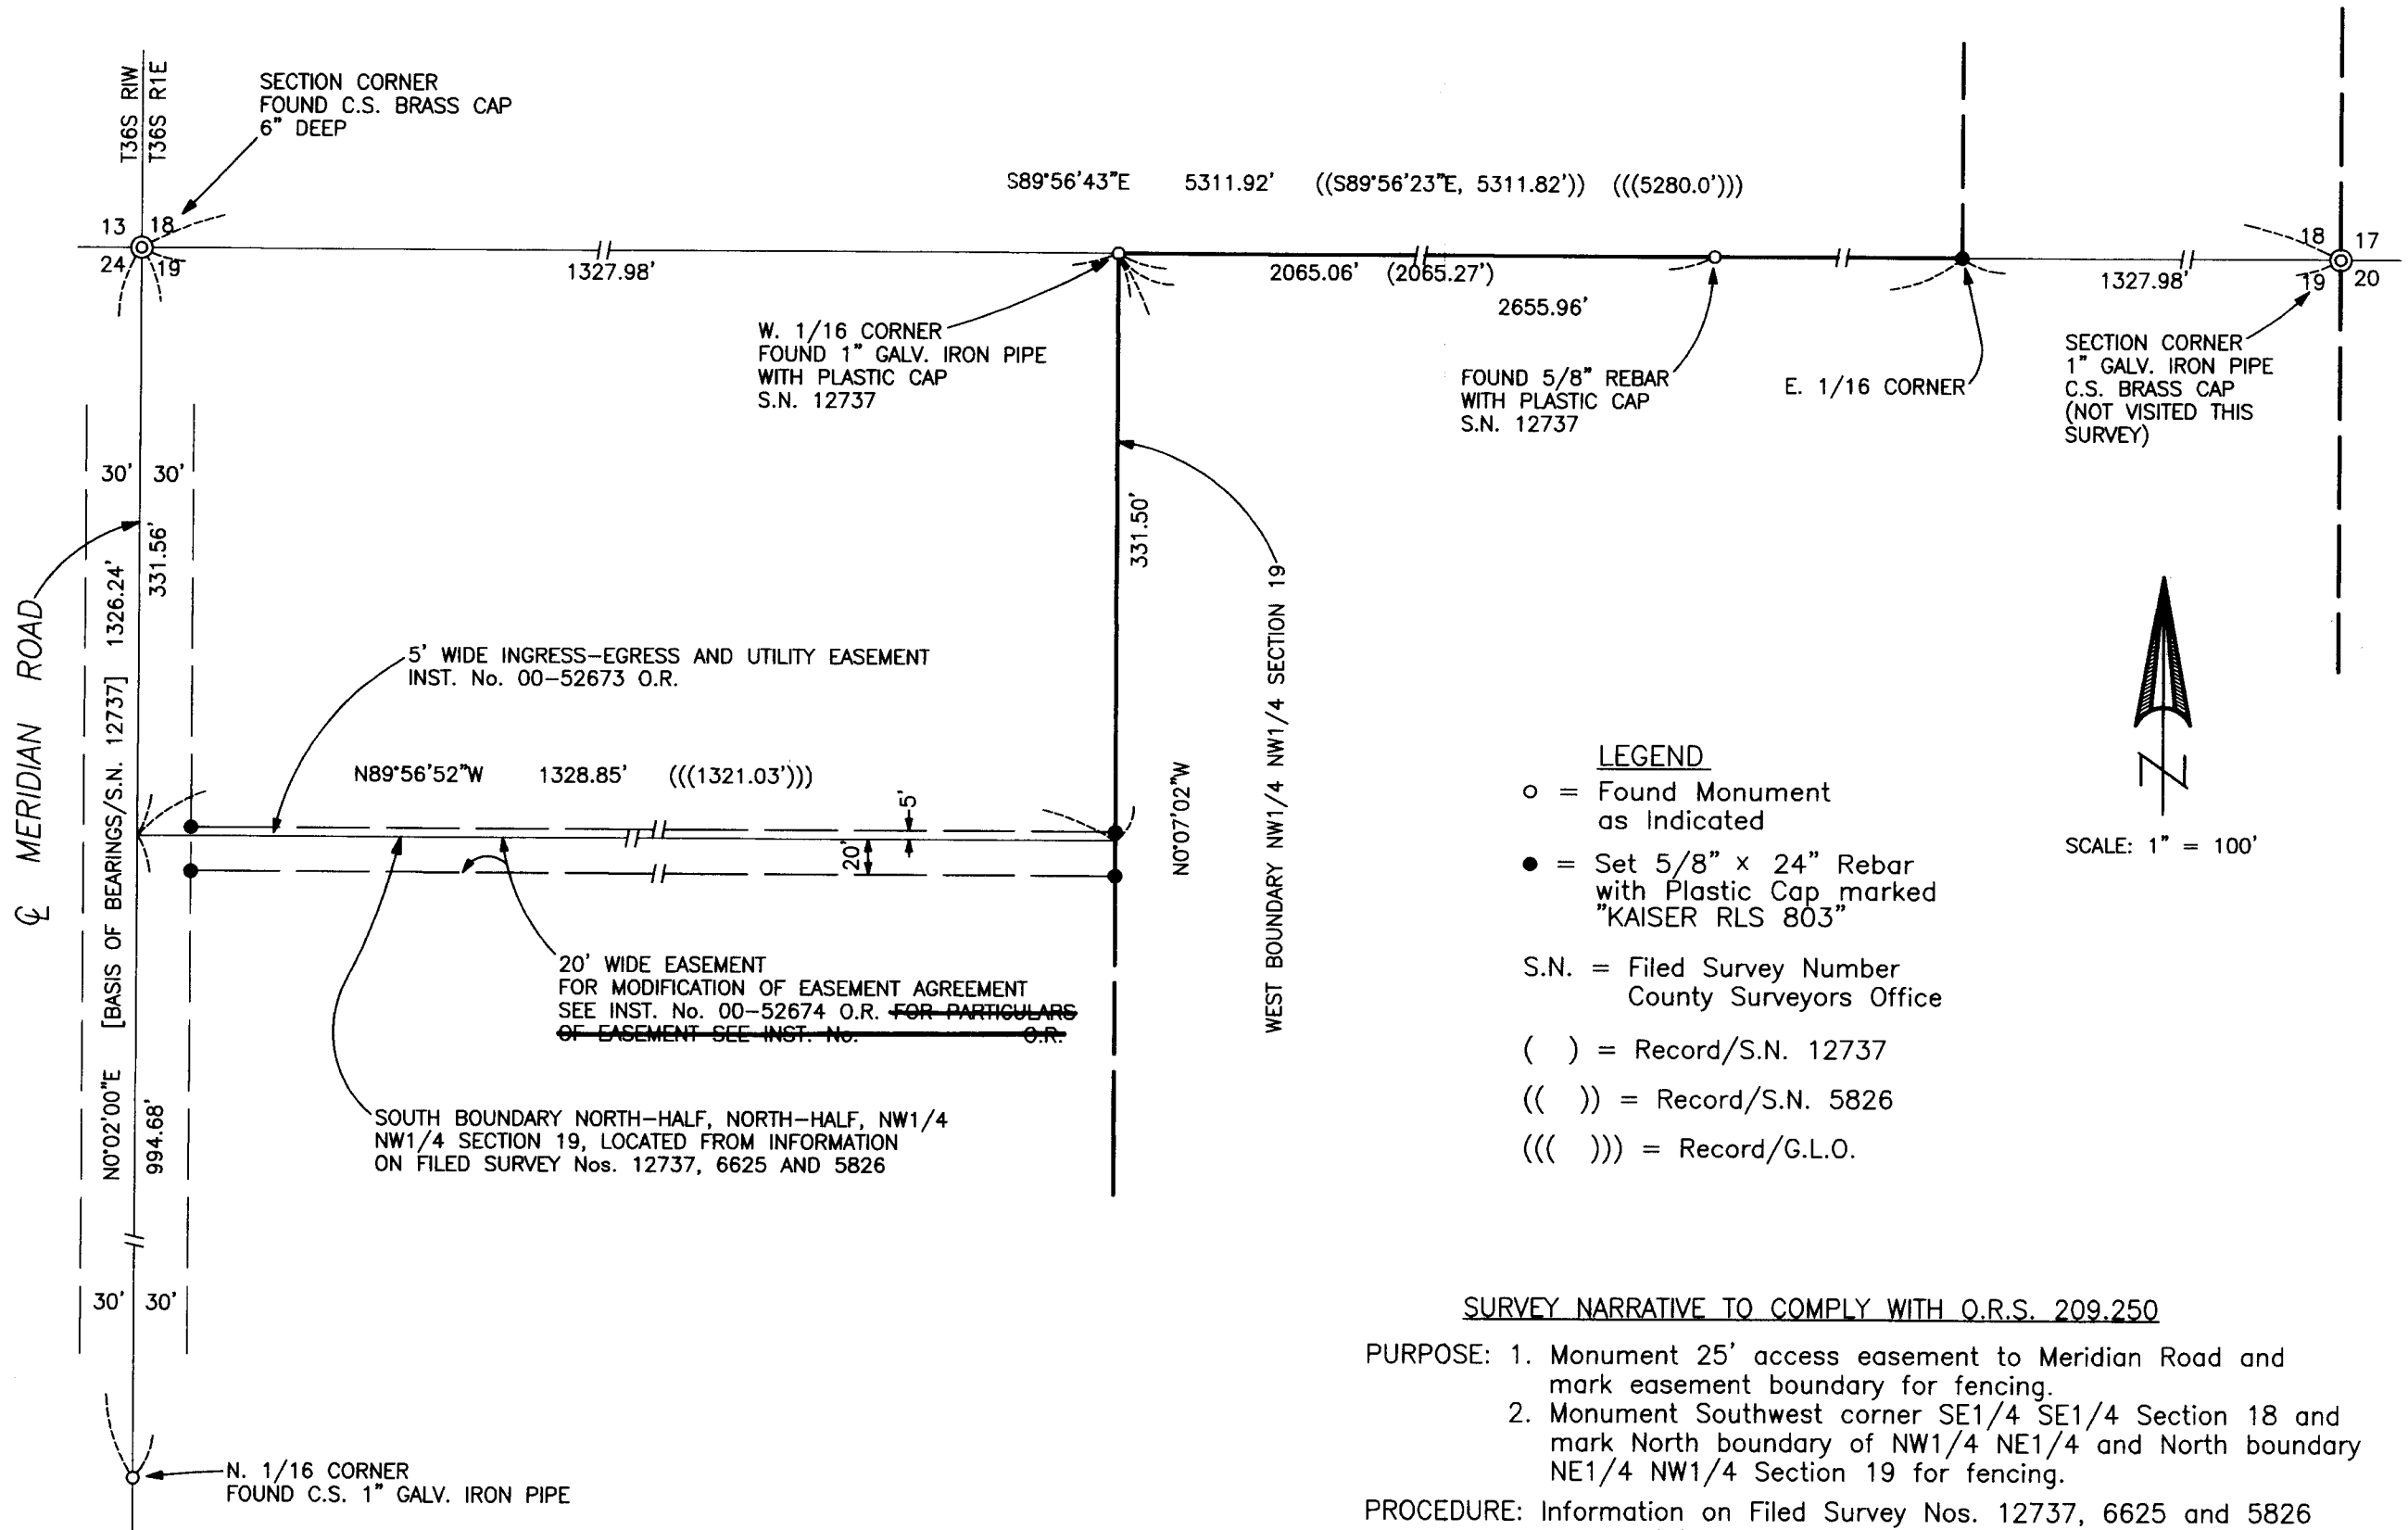 T36S RIW
T36S R1E
SECTION CORNER
FOUND C.S. BRASS CAP
6" DEEP
13 18
24 19
S89°56'43"E 5311.92' ((S89°56'23"E, 5311.82')) (((5280.0')))
1327.98'
2065.06' (2065.27')
2655.96'
1327.98'
18 17
19 20
W. 1/16 CORNER
FOUND 1" GALV. IRON PIPE
WITH PLASTIC CAP
S.N. 12737
FOUND 5/8" REBAR
WITH PLASTIC CAP
S.N. 12737
E. 1/16 CORNER
SECTION CORNER
1" GALV. IRON PIPE
C.S. BRASS CAP
(NOT VISITED THIS
SURVEY)
30' 30'
331.56'
331.50'
℄ MERIDIAN ROAD
N0°02'00"E [BASIS OF BEARINGS/S.N. 12737] 1326.24'
994.68'
WEST BOUNDARY NW1/4 NW1/4 SECTION 19
N0°07'02"W
5' WIDE INGRESS-EGRESS AND UTILITY EASEMENT
INST. No. 00-52673 O.R.
N89°56'52"W 1328.85' (((1321.03')))
5'
20'
20' WIDE EASEMENT
FOR MODIFICATION OF EASEMENT AGREEMENT
SEE INST. No. 00-52674 O.R. FOR PARTICULARS
OF EASEMENT SEE INST. No. O.R.
SOUTH BOUNDARY NORTH-HALF, NORTH-HALF, NW1/4
NW1/4 SECTION 19, LOCATED FROM INFORMATION
ON FILED SURVEY Nos. 12737, 6625 AND 5826
30' 30'
N. 1/16 CORNER
FOUND C.S. 1" GALV. IRON PIPE
LEGEND
○ = Found Monument
as Indicated
● = Set 5/8" x 24" Rebar
with Plastic Cap marked
"KAISER RLS 803"
S.N. = Filed Survey Number
County Surveyors Office
( ) = Record/S.N. 12737
(( )) = Record/S.N. 5826
((( ))) = Record/G.L.O.
N
SCALE: 1" = 100'
SURVEY NARRATIVE TO COMPLY WITH O.R.S. 209.250
PURPOSE: 1. Monument 25' access easement to Meridian Road and
mark easement boundary for fencing.
2. Monument Southwest corner SE1/4 SE1/4 Section 18 and
mark North boundary of NW1/4 NE1/4 and North boundary
NE1/4 NW1/4 Section 19 for fencing.
PROCEDURE: Information on Filed Survey Nos. 12737, 6625 and 5826